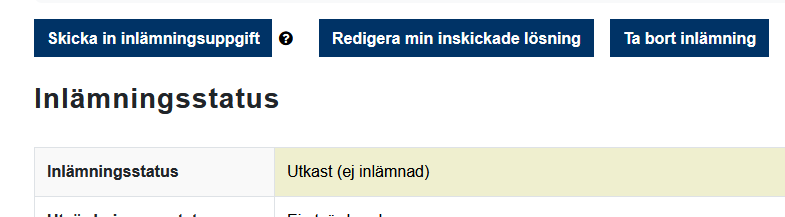 Skicka in inlämningsuppgift
Redigera min inskickade lösning
Ta bort inlämning
Inlämningsstatus
Inlämningsstatus
Utkast (ej inlämnad)